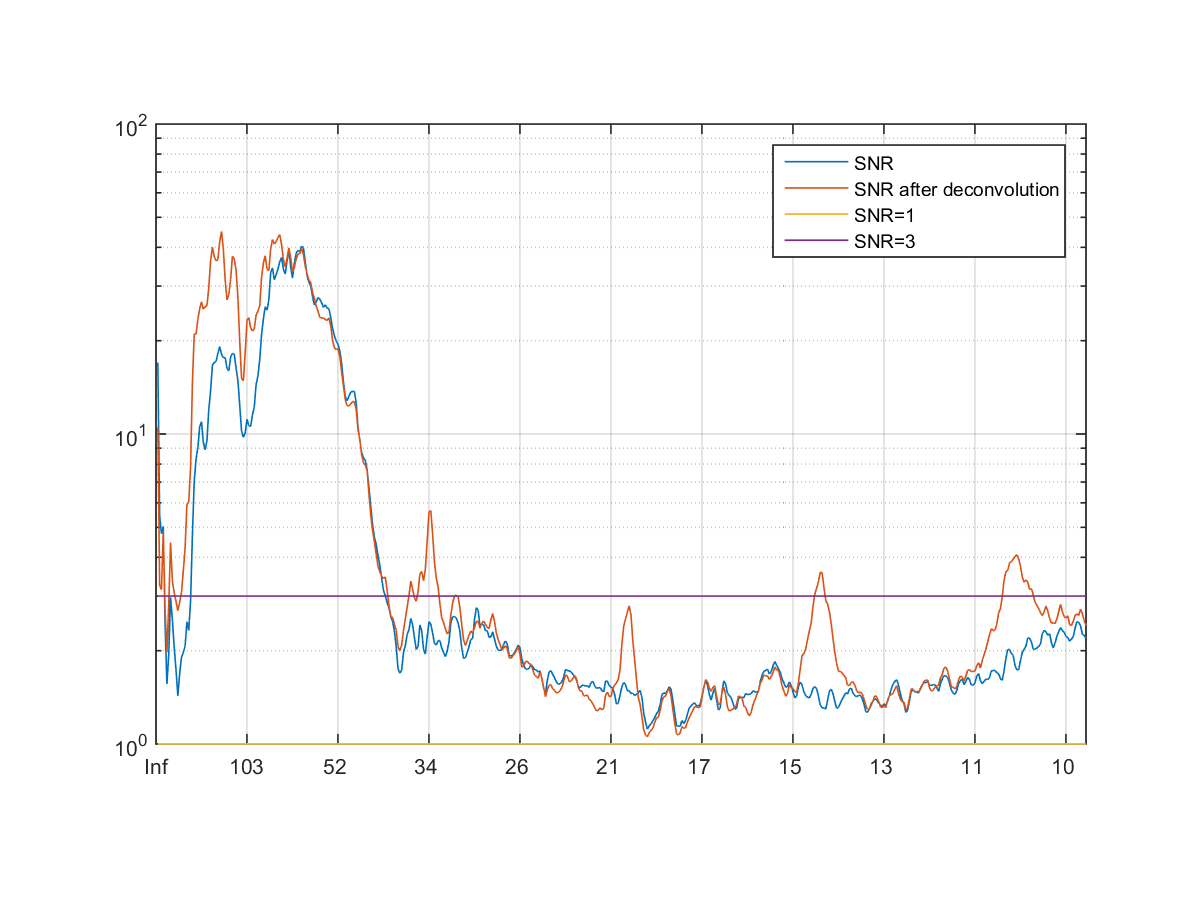 10^2
SNR
SNR after deconvolution
SNR=1
SNR=3
10^1
10^0
Inf 103 52 34 26 21 17 15 13 11 10